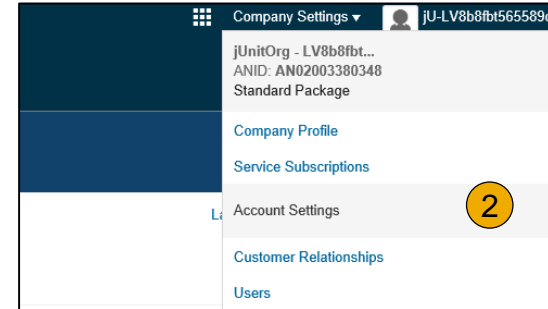 Company Settings ▾ jU-LV8b8fbt565589
jUnitOrg - LV8b8fbt...
ANID: AN02003380348
Standard Package
Company Profile
Service Subscriptions
Account Settings
2
Customer Relationships
Users